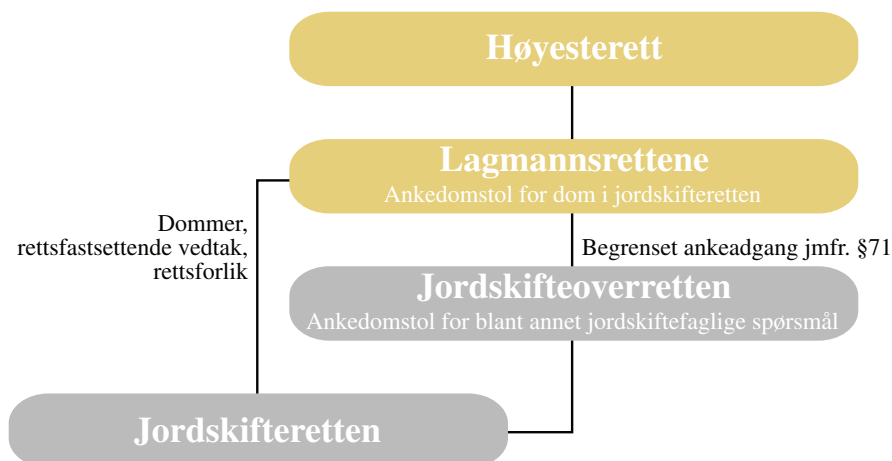 Høyesterett
Lagmannsrettene
Ankedomstol for dom i jordskifteretten
Dommer,
rettsfastsettende vedtak,
rettsforlik
Begrenset ankeadgang jmfr. §71
Jordskifteoverretten
Ankedomstol for blant annet jordskiftefaglige spørsmål
Jordskifteretten